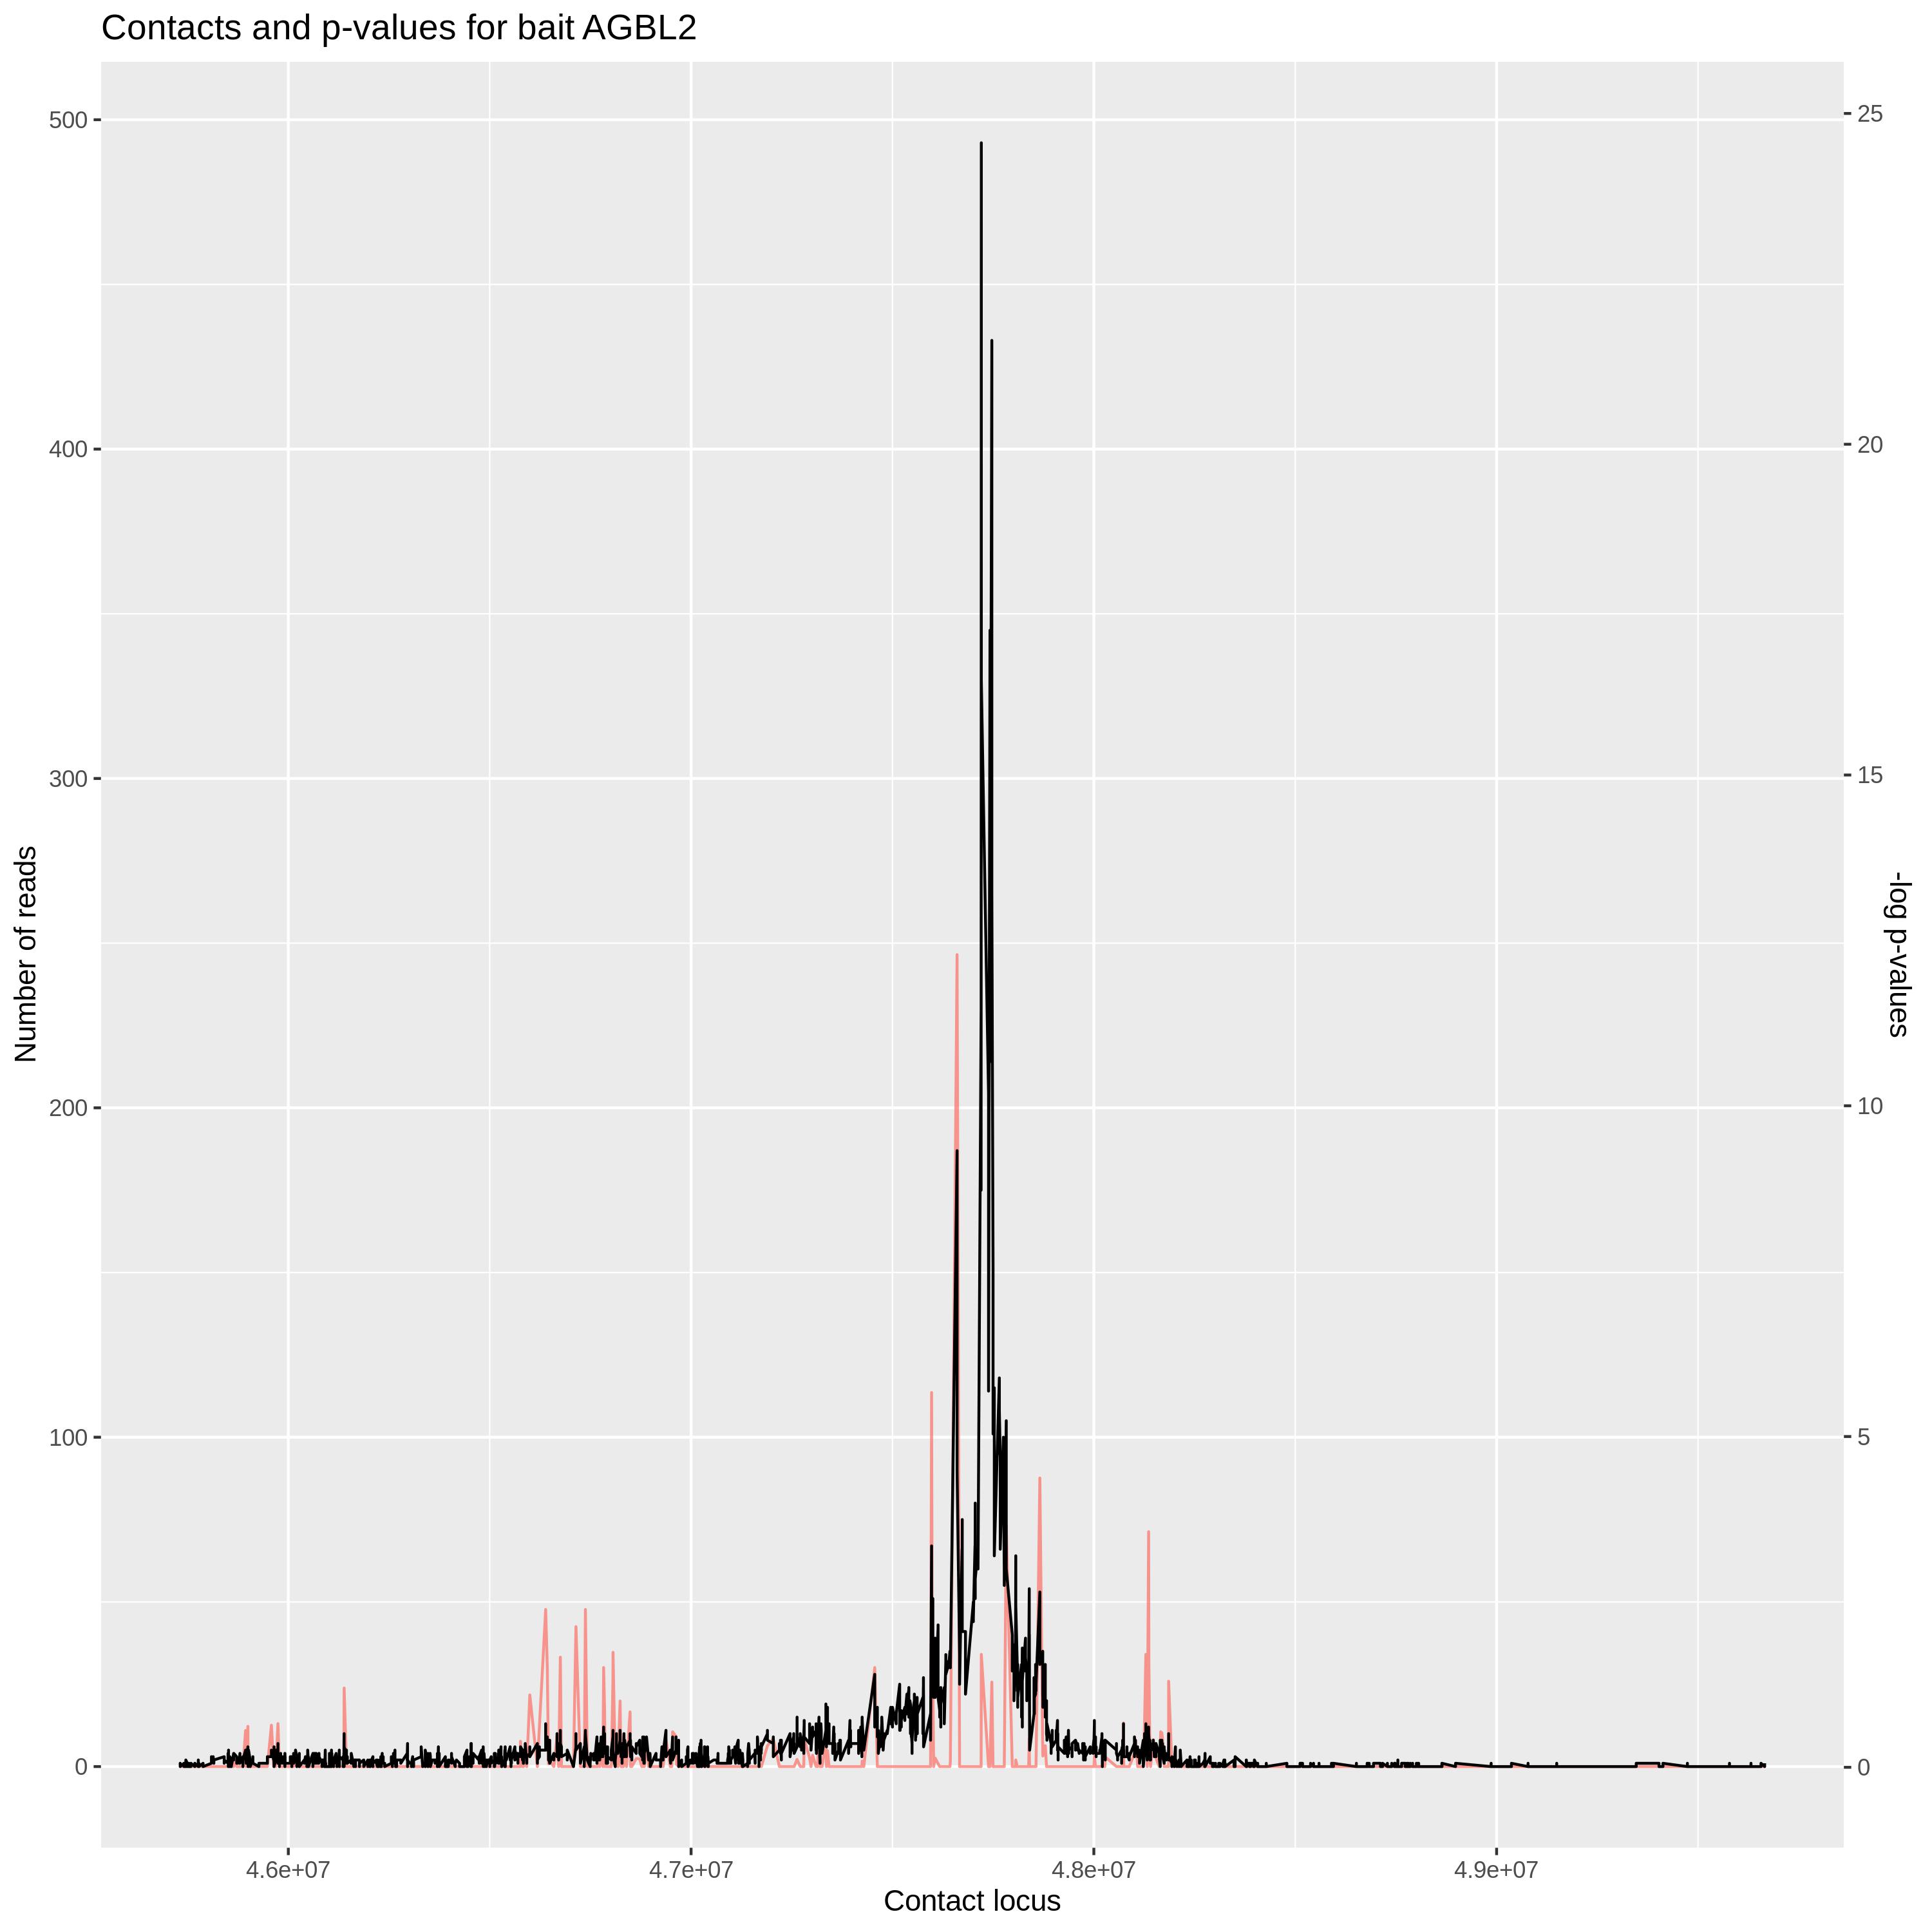 Contacts and p-values for bait AGBL2
500
400
300
200
100
0
Number of reads
25
20
15
10
5
0
-log p-values
4.6e+07
4.7e+07
4.8e+07
4.9e+07
Contact locus